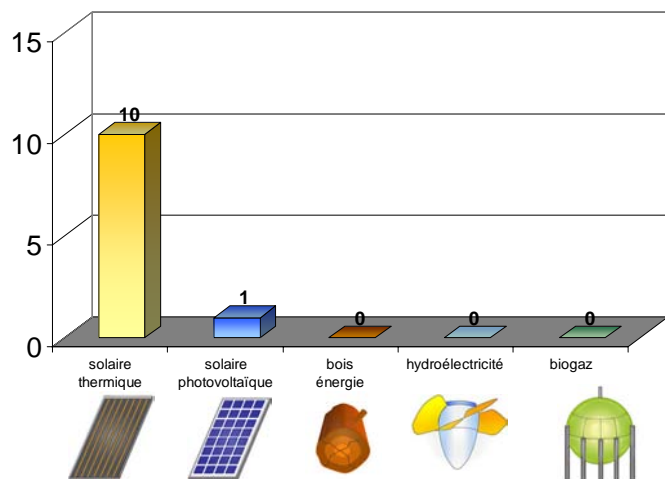 15
10
10
5
1
0
0
0
0
solaire
thermique
solaire
photovoltaïque
bois
énergie
hydroélectricité
biogaz